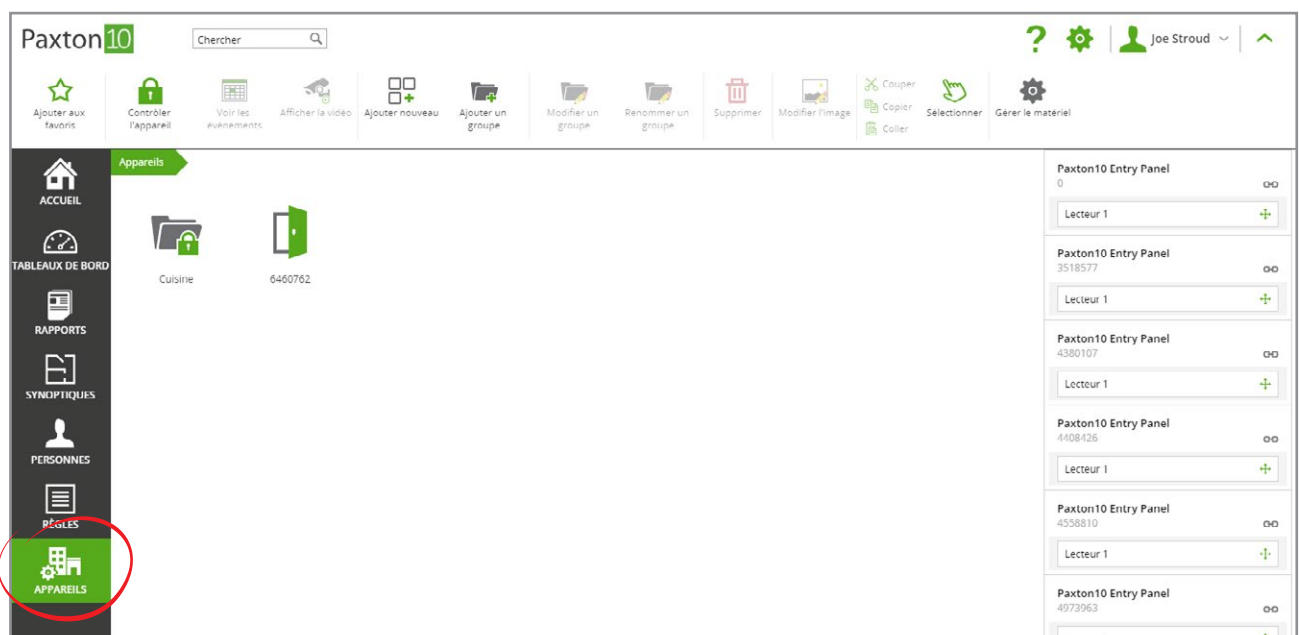 Paxton10
Chercher
?
Joe Stroud
Ajouter aux
favoris
Contrôler
l'appareil
Voir les
événements
Afficher la vidéo
Ajouter nouveau
Ajouter un
groupe
Modifier un
groupe
Renommer un
groupe
Supprimer
Modifier l'image
Couper
Copier
Coller
Sélectionner
Gérer le matériel
ACCUEIL
TABLEAUX DE BORD
RAPPORTS
SYNOPTIQUES
PERSONNES
RÈGLES
APPAREILS
Appareils
Cuisine
6460762
Paxton10 Entry Panel
0
Lecteur 1
Paxton10 Entry Panel
3518577
Lecteur 1
Paxton10 Entry Panel
4380107
Lecteur 1
Paxton10 Entry Panel
4408426
Lecteur 1
Paxton10 Entry Panel
4558810
Lecteur 1
Paxton10 Entry Panel
4973963